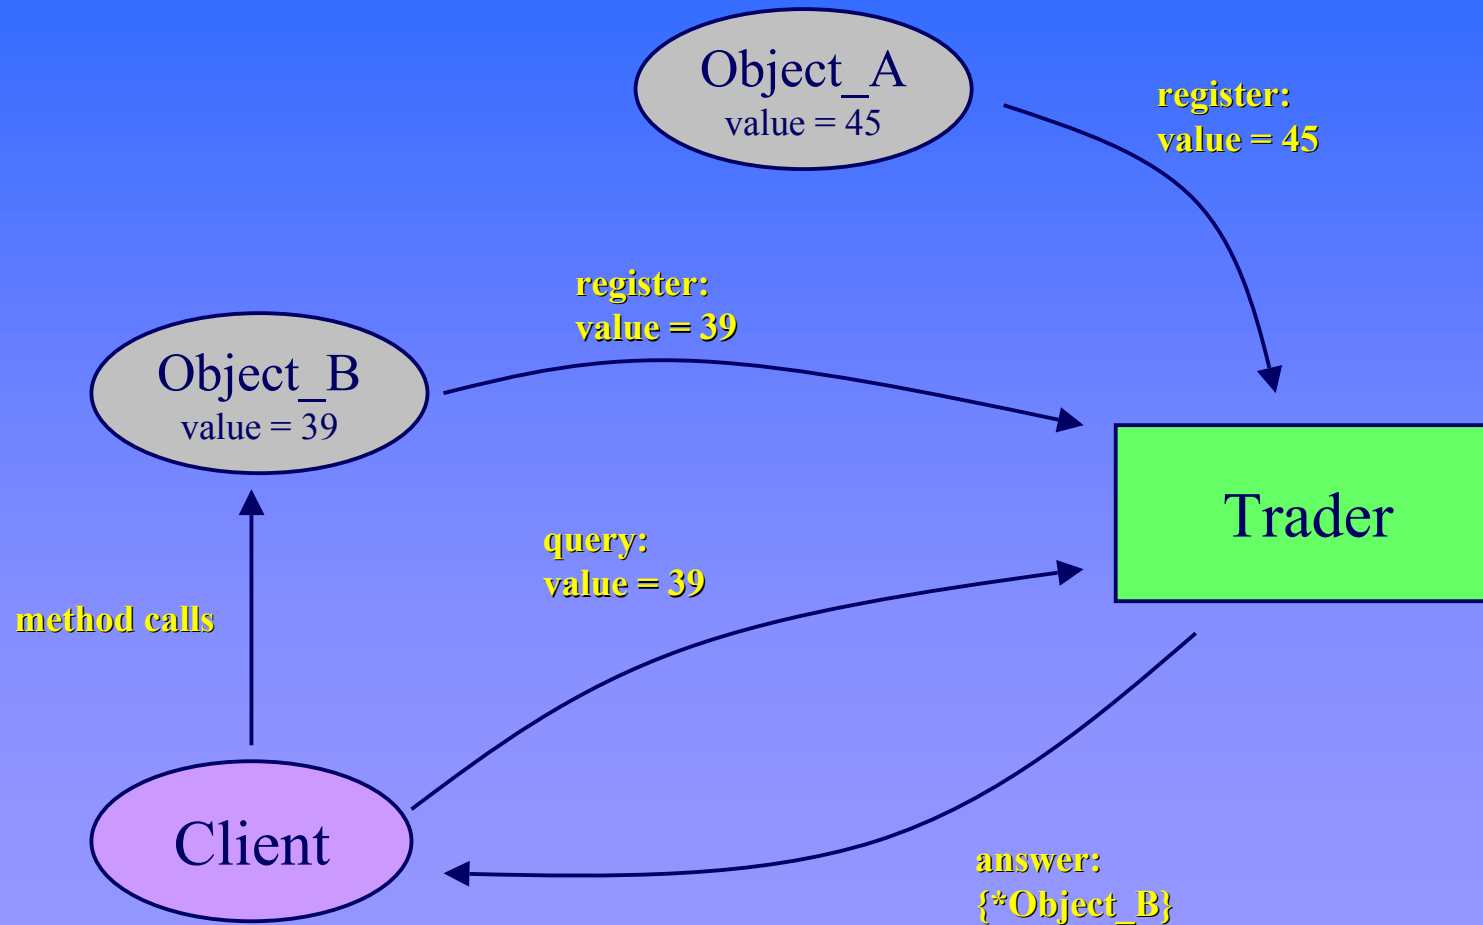 Object_A
value = 45
register:
value = 45
register:
value = 39
Object_B
value = 39
Trader
query:
value = 39
method calls
Client
answer:
{*Object_B}